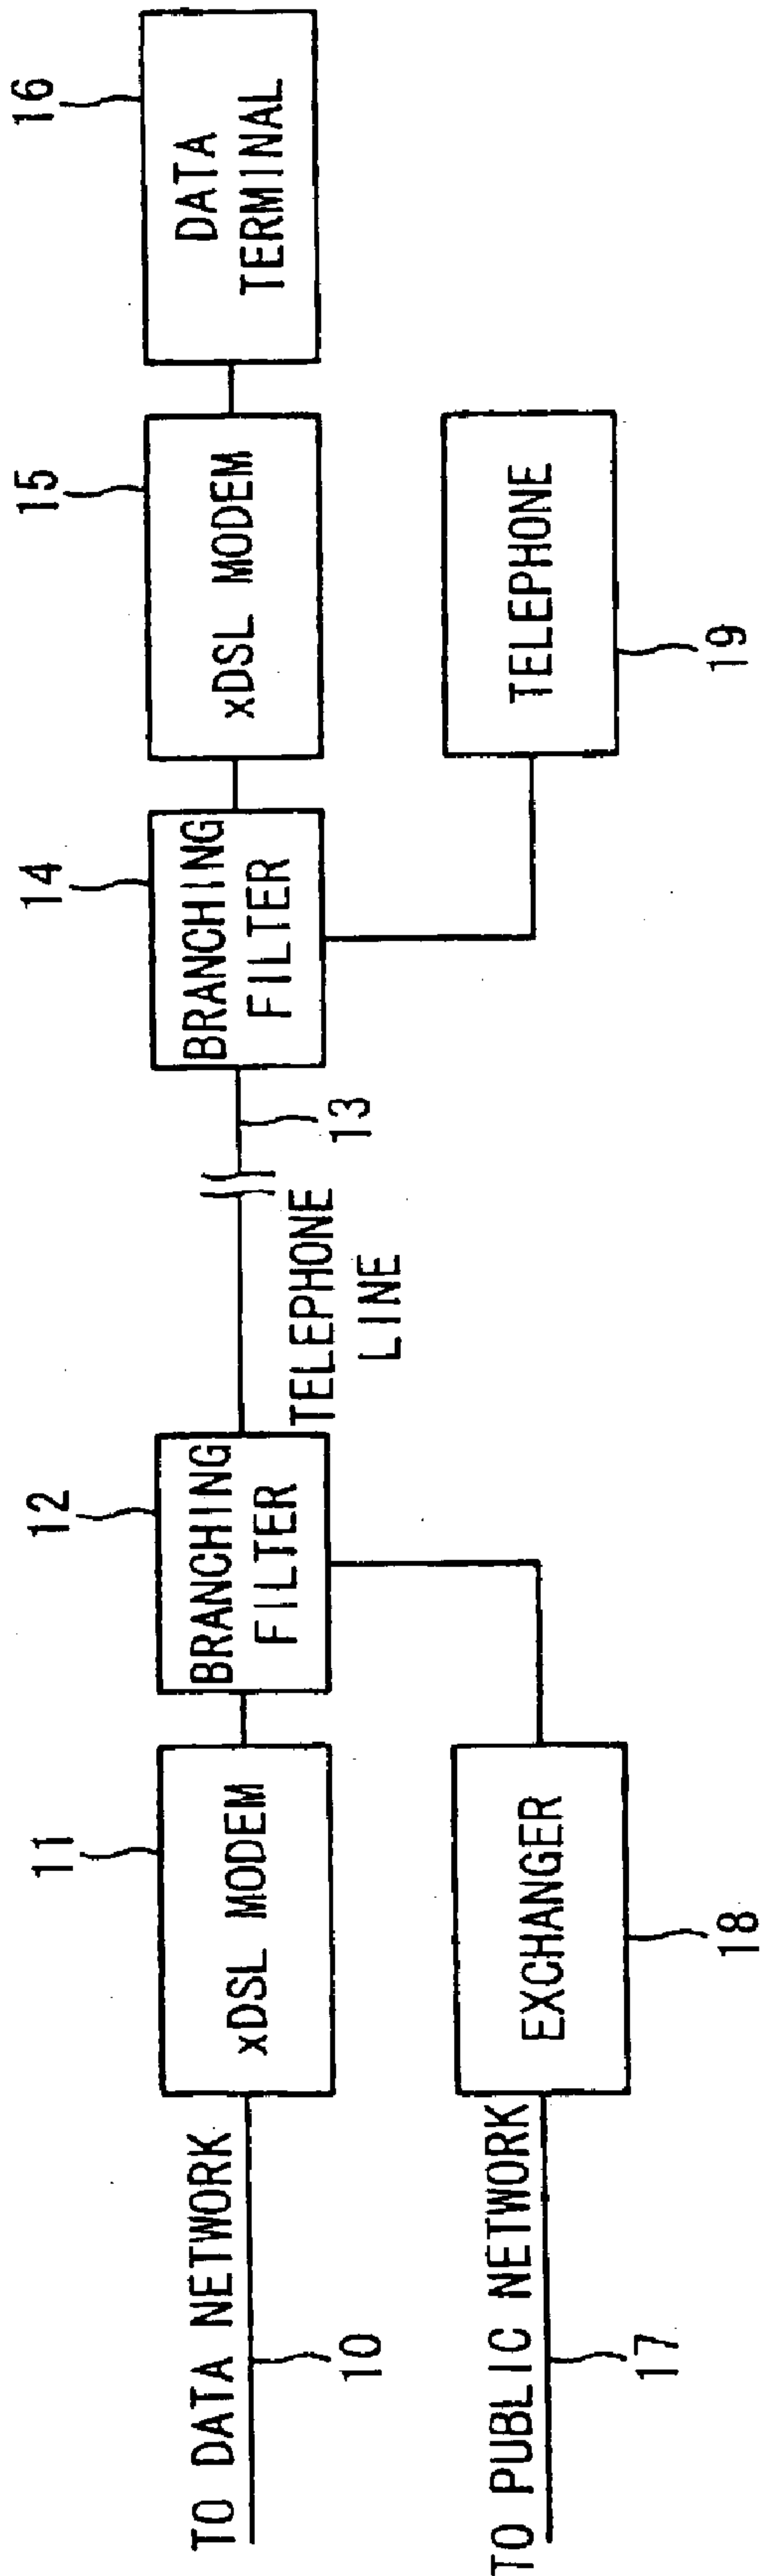 16
DATA
TERMINAL
15
xDSL MODEM
TELEPHONE
19
14
BRANCHING
FILTER
13
TELEPHONE
LINE
12
BRANCHING
FILTER
11
xDSL MODEM
EXCHANGER
18
TO DATA NETWORK
10
TO PUBLIC NETWORK
17